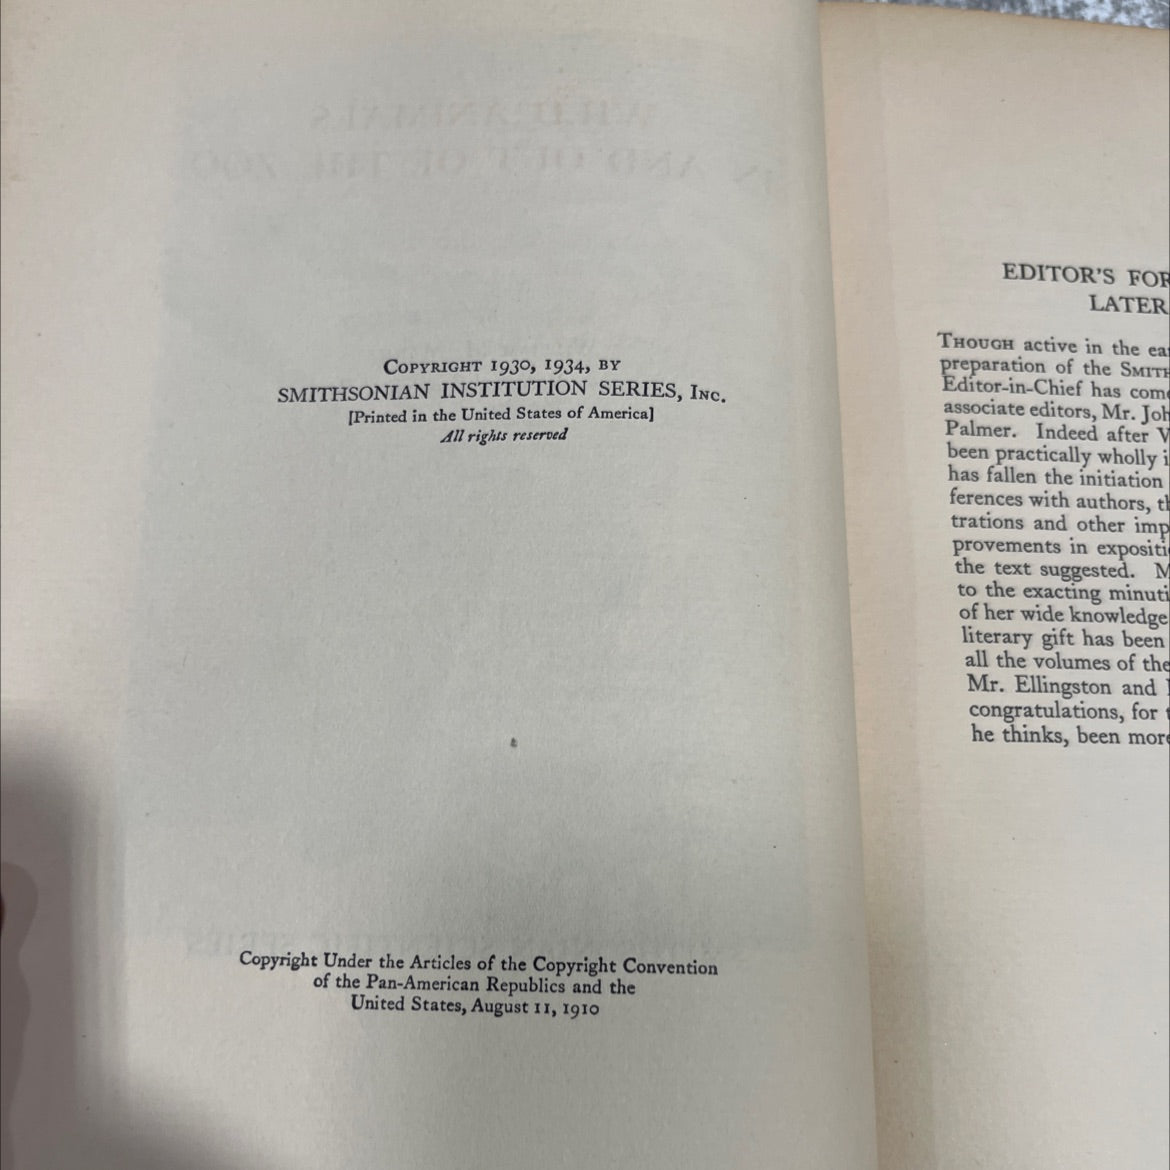 COPYRIGHT 1930, 1934, BY
SMITHSONIAN INSTITUTION SERIES, INC.
[Printed in the United States of America]
All rights reserved
Copyright Under the Articles of the Copyright Convention
of the Pan-American Republics and the
United States, August 11, 1910
EDITOR'S FOR
LATER
THOUGH active in the ea
preparation of the SMITH
Editor-in-Chief has com
associate editors, Mr. Joh
Palmer. Indeed after V
been practically wholly i
has fallen the initiation
ferences with authors, th
trations and other imp
provements in expositi
the text suggested. M
to the exacting minuti
of her wide knowledge
literary gift has been
all the volumes of the
Mr. Ellingston and
congratulations, for t
he thinks, been more